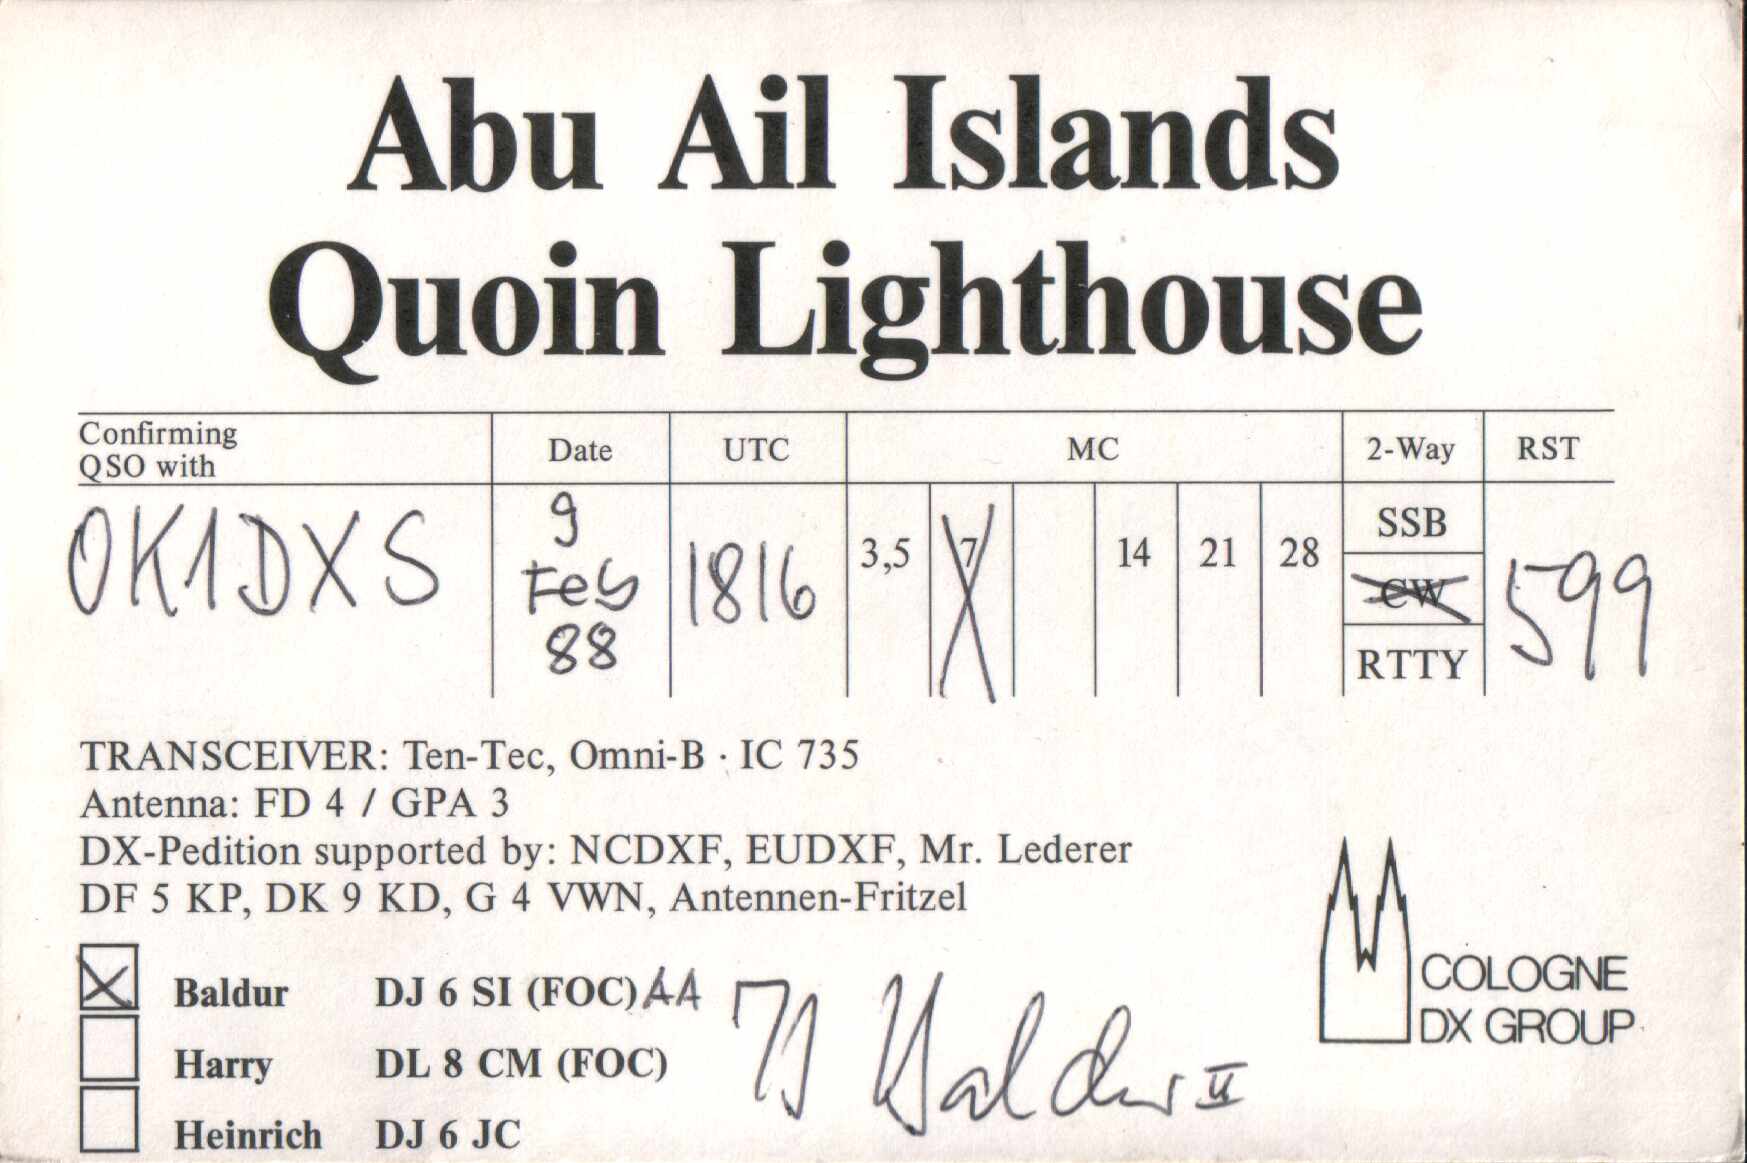 Abu Ail Islands
Quoin Lighthouse
Confirming QSO with Date UTC MC 2-Way RST
OK1DXS 9 Feb 88 1816 3,5 7 14 21 28 SSB CW RTTY 599
TRANSCEIVER: Ten-Tec, Omni-B · IC 735
Antenna: FD 4 / GPA 3
DX-Pedition supported by: NCDXF, EUDXF, Mr. Lederer
DF 5 KP, DK 9 KD, G 4 VWN, Antennen-Fritzel
Baldur DJ 6 SI (FOC) AA
Harry DL 8 CM (FOC)
Heinrich DJ 6 JC
Baldur II
COLOGNE
DX GROUP